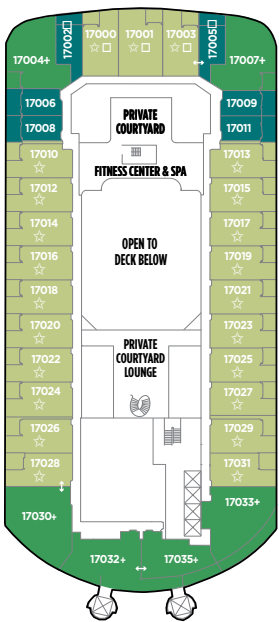 17002□ 17000 17001 17003 17005□
☆□ ☆□ ☆□
17004+ 17007+
17006 17009
17008 17011
PRIVATE
COURTYARD
17010 17013
☆ ☆
FITNESS CENTER & SPA
17012 17015
☆ ☆
17014 17017
☆ ☆
OPEN TO
DECK BELOW
17016 17019
☆ ☆
17018 17021
☆ ☆
17020 17023
☆ ☆
PRIVATE
COURTYARD
LOUNGE
17022 17025
☆ ☆
17024 17027
☆ ☆
17026 17029
☆ ☆
17028 17031
☆ ☆
17030+ 17033+
17032+ 17035+